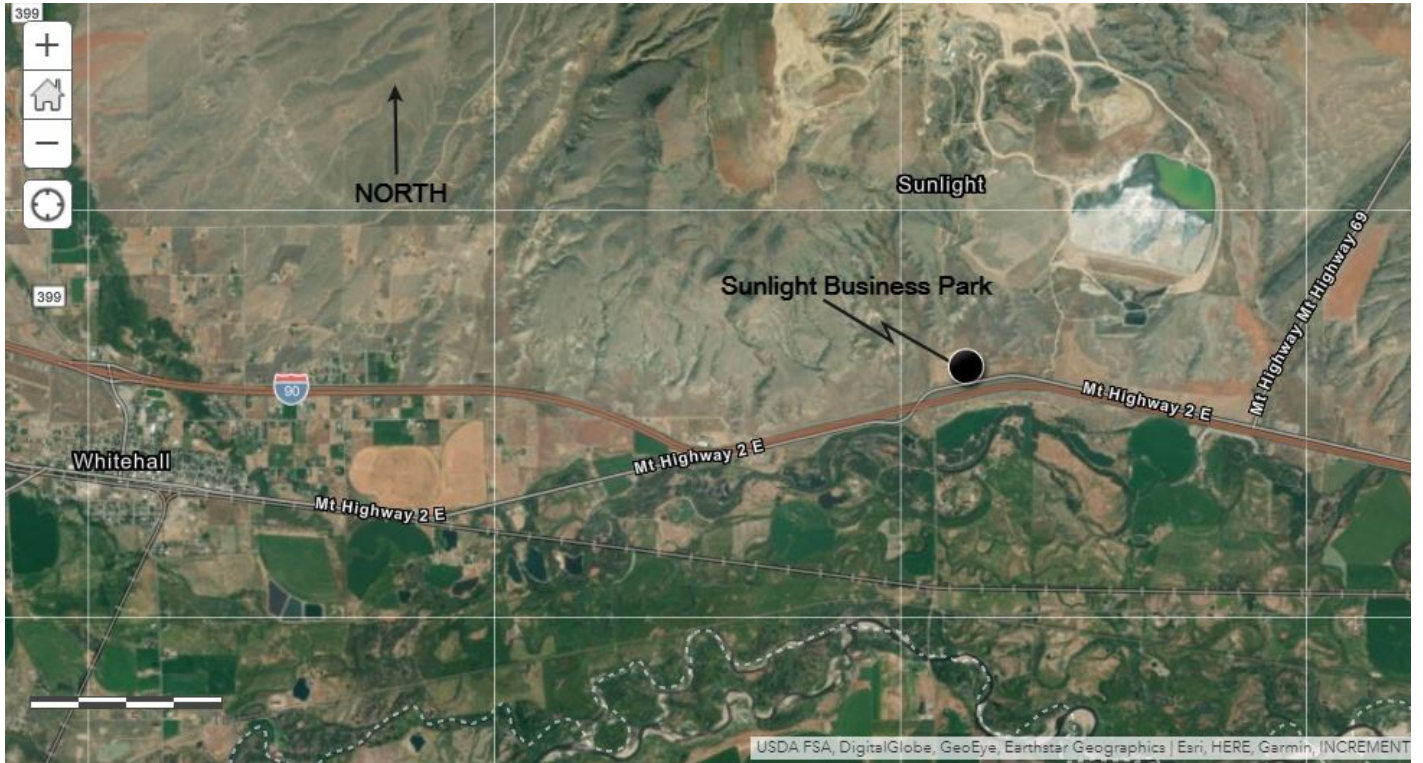 399
+
−
NORTH
Sunlight
Mt Highway Mt Highway 69
399
Sunlight Business Park
90
Mt Highway 2 E
Mt Highway 2 E
Whitehall
Mt Highway 2 E
USDA FSA, DigitalGlobe, GeoEye, Earthstar Geographics | Esri, HERE, Garmin, INCREMENT